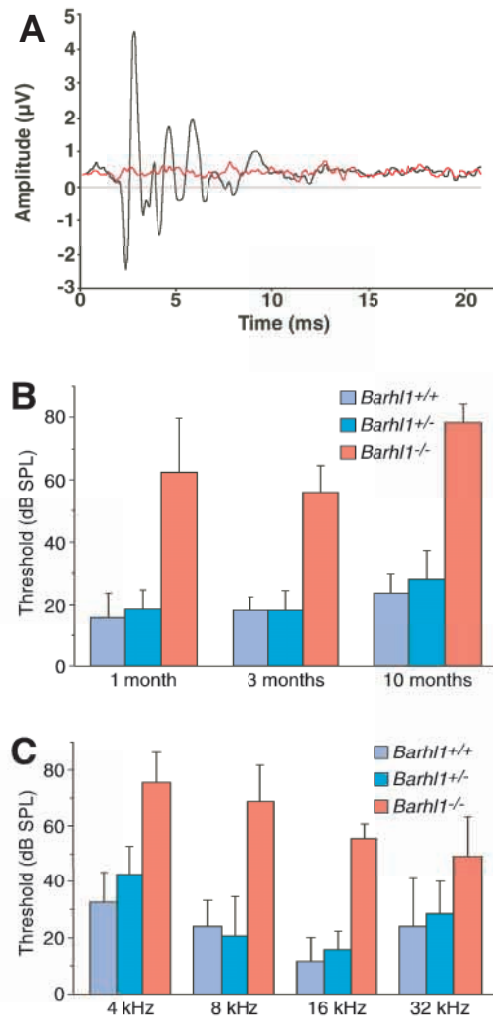 A
5
4
3
2
1
0
-1
-2
-3
Amplitude (µV)
0 5 10 15 20
Time (ms)
B
Barhl1+/+
Barhl1+/-
Barhl1-/-
80
60
40
20
0
Threshold (dB SPL)
1 month 3 months 10 months
C
Barhl1+/+
Barhl1+/-
Barhl1-/-
80
60
40
20
0
Threshold (dB SPL)
4 kHz 8 kHz 16 kHz 32 kHz